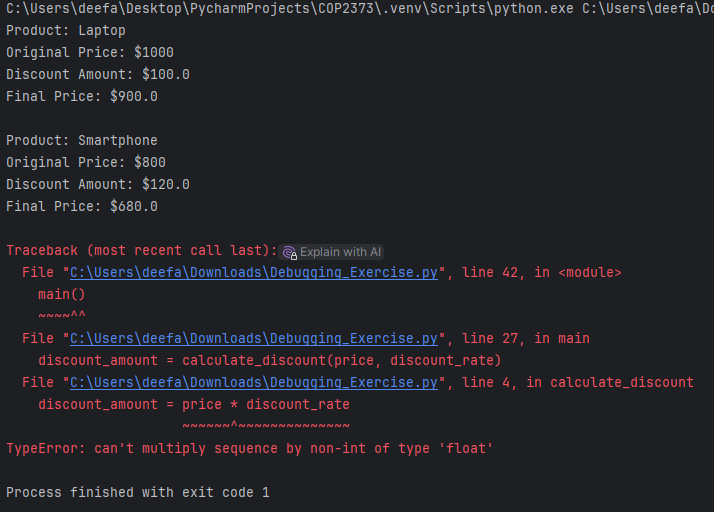 C:\Users\deefa\Desktop\PycharmProjects\COP2373\.venv\Scripts\python.exe C:\Users\deefa\Do
Product: Laptop
Original Price: $1000
Discount Amount: $100.0
Final Price: $900.0

Product: Smartphone
Original Price: $800
Discount Amount: $120.0
Final Price: $680.0

Traceback (most recent call last): Explain with AI
  File "C:\Users\deefa\Downloads\Debugging_Exercise.py", line 42, in <module>
    main()
    ~~~~^^
  File "C:\Users\deefa\Downloads\Debugging_Exercise.py", line 27, in main
    discount_amount = calculate_discount(price, discount_rate)
  File "C:\Users\deefa\Downloads\Debugging_Exercise.py", line 4, in calculate_discount
    discount_amount = price * discount_rate
                      ~~~~~~^~~~~~~~~~~~~~~
TypeError: can't multiply sequence by non-int of type 'float'

Process finished with exit code 1